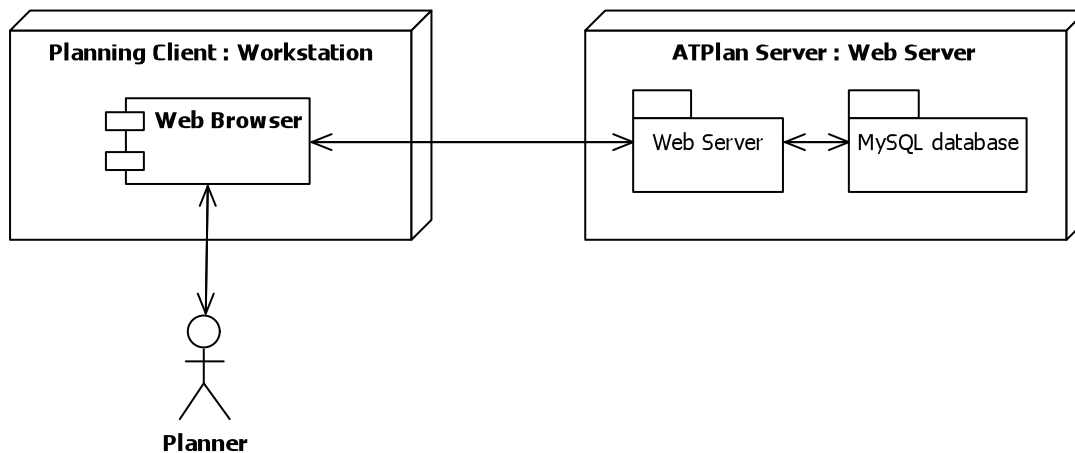 Planning Client : Workstation
ATPlan Server : Web Server
Web Browser
Web Server
MySQL database
Planner